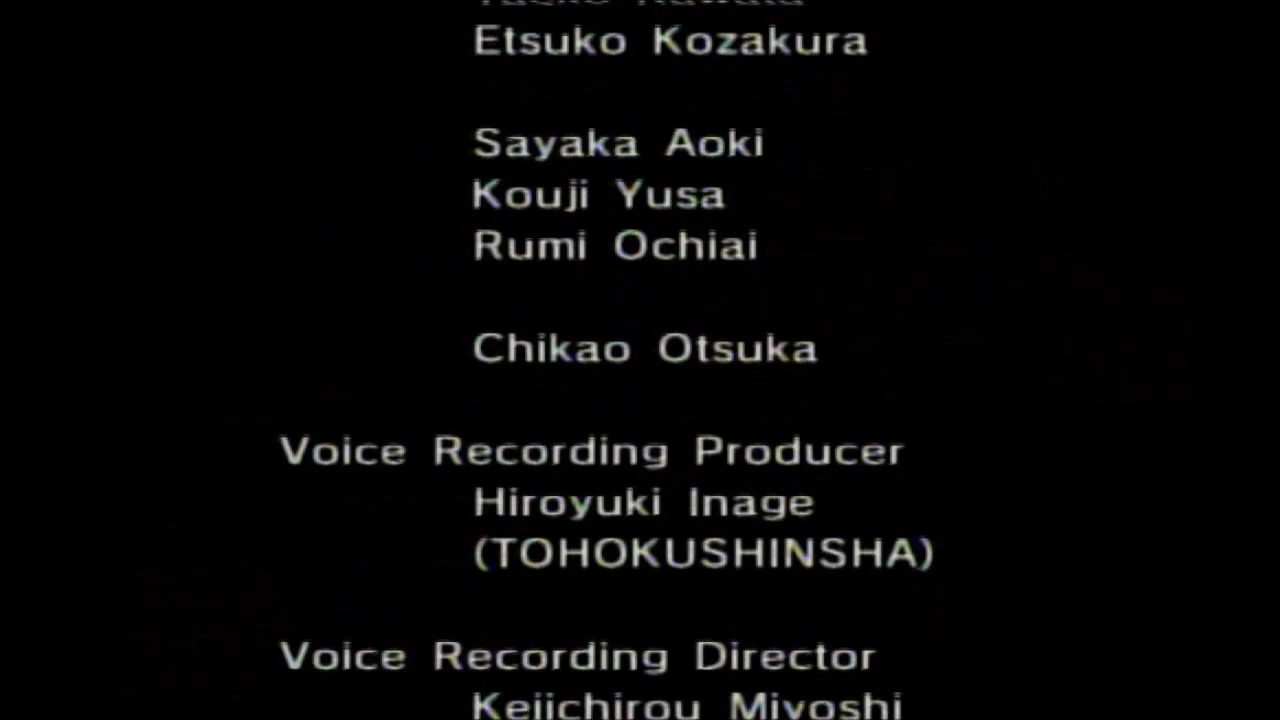 Etsuko Kozakura
Sayaka Aoki
Kouji Yusa
Rumi Ochiai
Chikao Otsuka
Voice Recording Producer
Hiroyuki Inage
(TOHOKUSHINSHA)
Voice Recording Director
Keiichirou Miyoshi